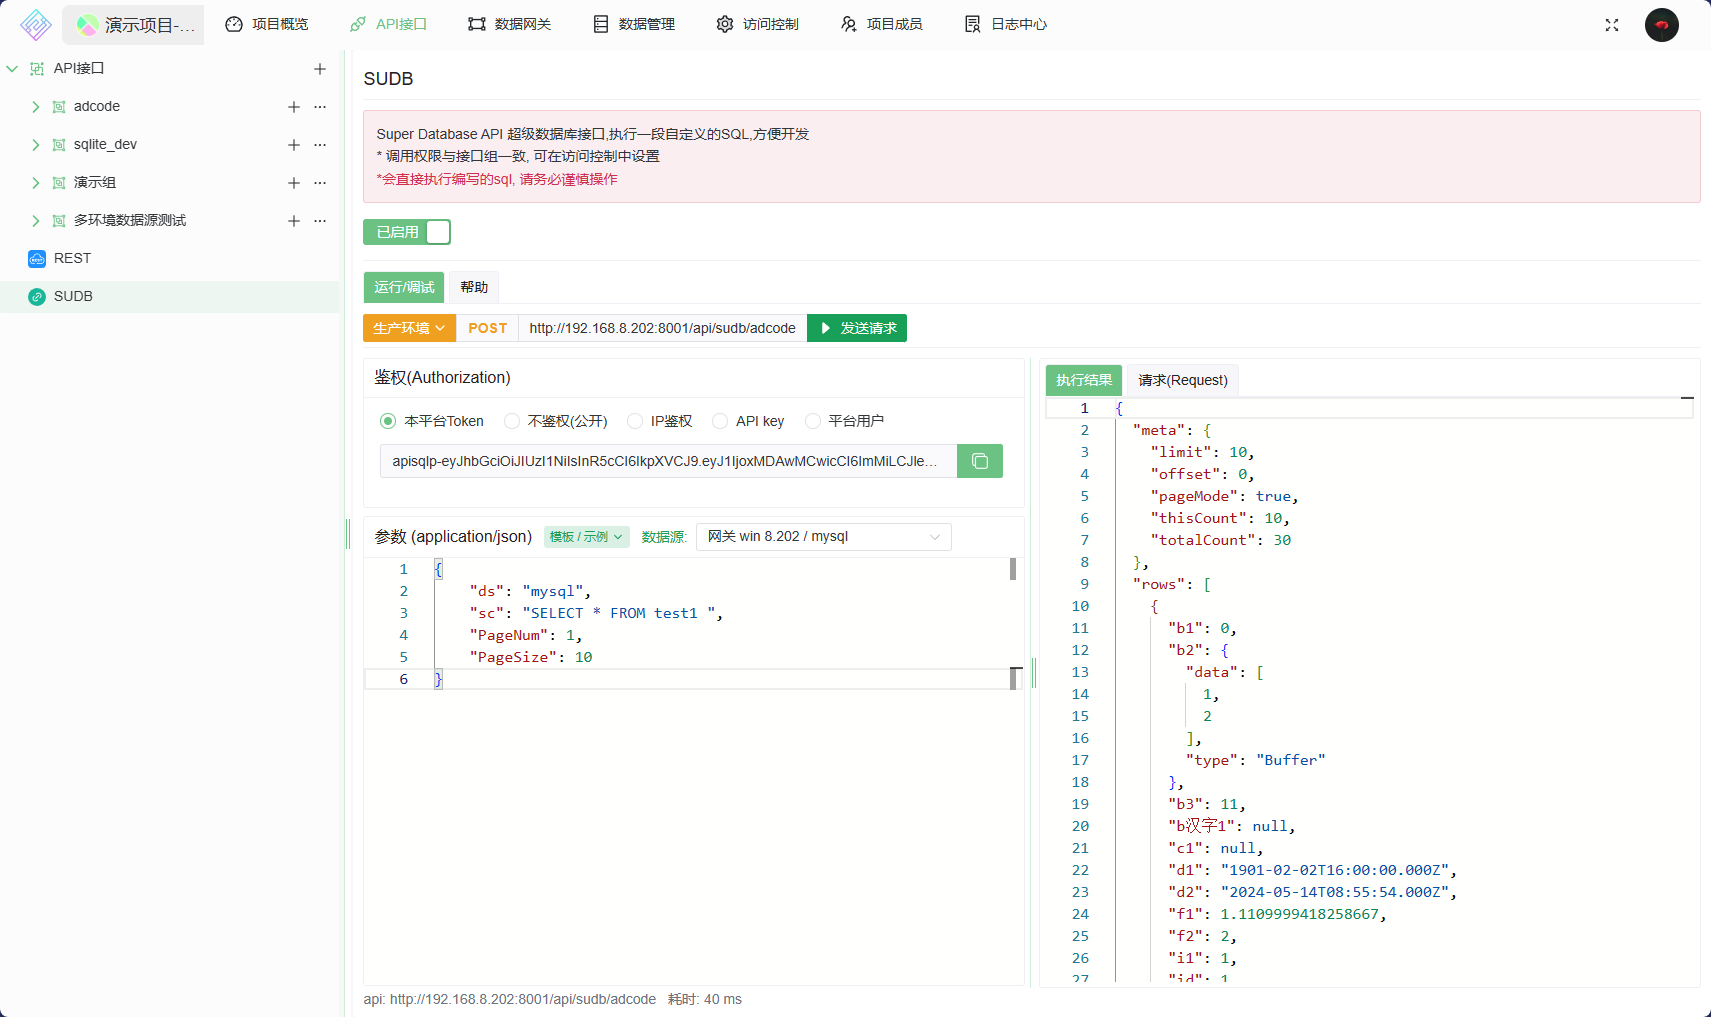 演示项目-...
项目概览
API接口
数据网关
数据管理
访问控制
项目成员
日志中心
API接口
adcode
sqlite_dev
演示组
多环境数据源测试
REST
SUDB
SUDB
Super Database API 超级数据库接口,执行一段自定义的SQL,方便开发
* 调用权限与接口组一致, 可在访问控制中设置
*会直接执行编写的sql, 请务必谨慎操作
已启用
运行/调试
帮助
生产环境
POST
http://192.168.8.202:8001/api/sudb/adcode
发送请求
鉴权(Authorization)
本平台Token
不鉴权(公开)
IP鉴权
API key
平台用户
apisqlp-eyJhbGciOiJIUzI1NiIsInR5cCI6IkpXVCJ9.eyJ1IjoxMDAwMCwicCI6ImMiLCJle...
参数 (application/json)
模板 / 示例
数据源:
网关 win 8.202 / mysql
1 {
2 "ds": "mysql",
3 "sc": "SELECT * FROM test1 ",
4 "PageNum": 1,
5 "PageSize": 10
6 }
执行结果
请求(Request)
1 {
2 "meta": {
3 "limit": 10,
4 "offset": 0,
5 "pageMode": true,
6 "thisCount": 10,
7 "totalCount": 30
8 },
9 "rows": [
10 {
11 "b1": 0,
12 "b2": {
13 "data": [
14 1,
15 2
16 ],
17 "type": "Buffer"
18 },
19 "b3": 11,
20 "b汉字1": null,
21 "c1": null,
22 "d1": "1901-02-02T16:00:00.000Z",
23 "d2": "2024-05-14T08:55:54.000Z",
24 "f1": 1.1109999418258667,
25 "f2": 2,
26 "i1": 1,
27 "id": 1
api: http://192.168.8.202:8001/api/sudb/adcode 耗时: 40 ms